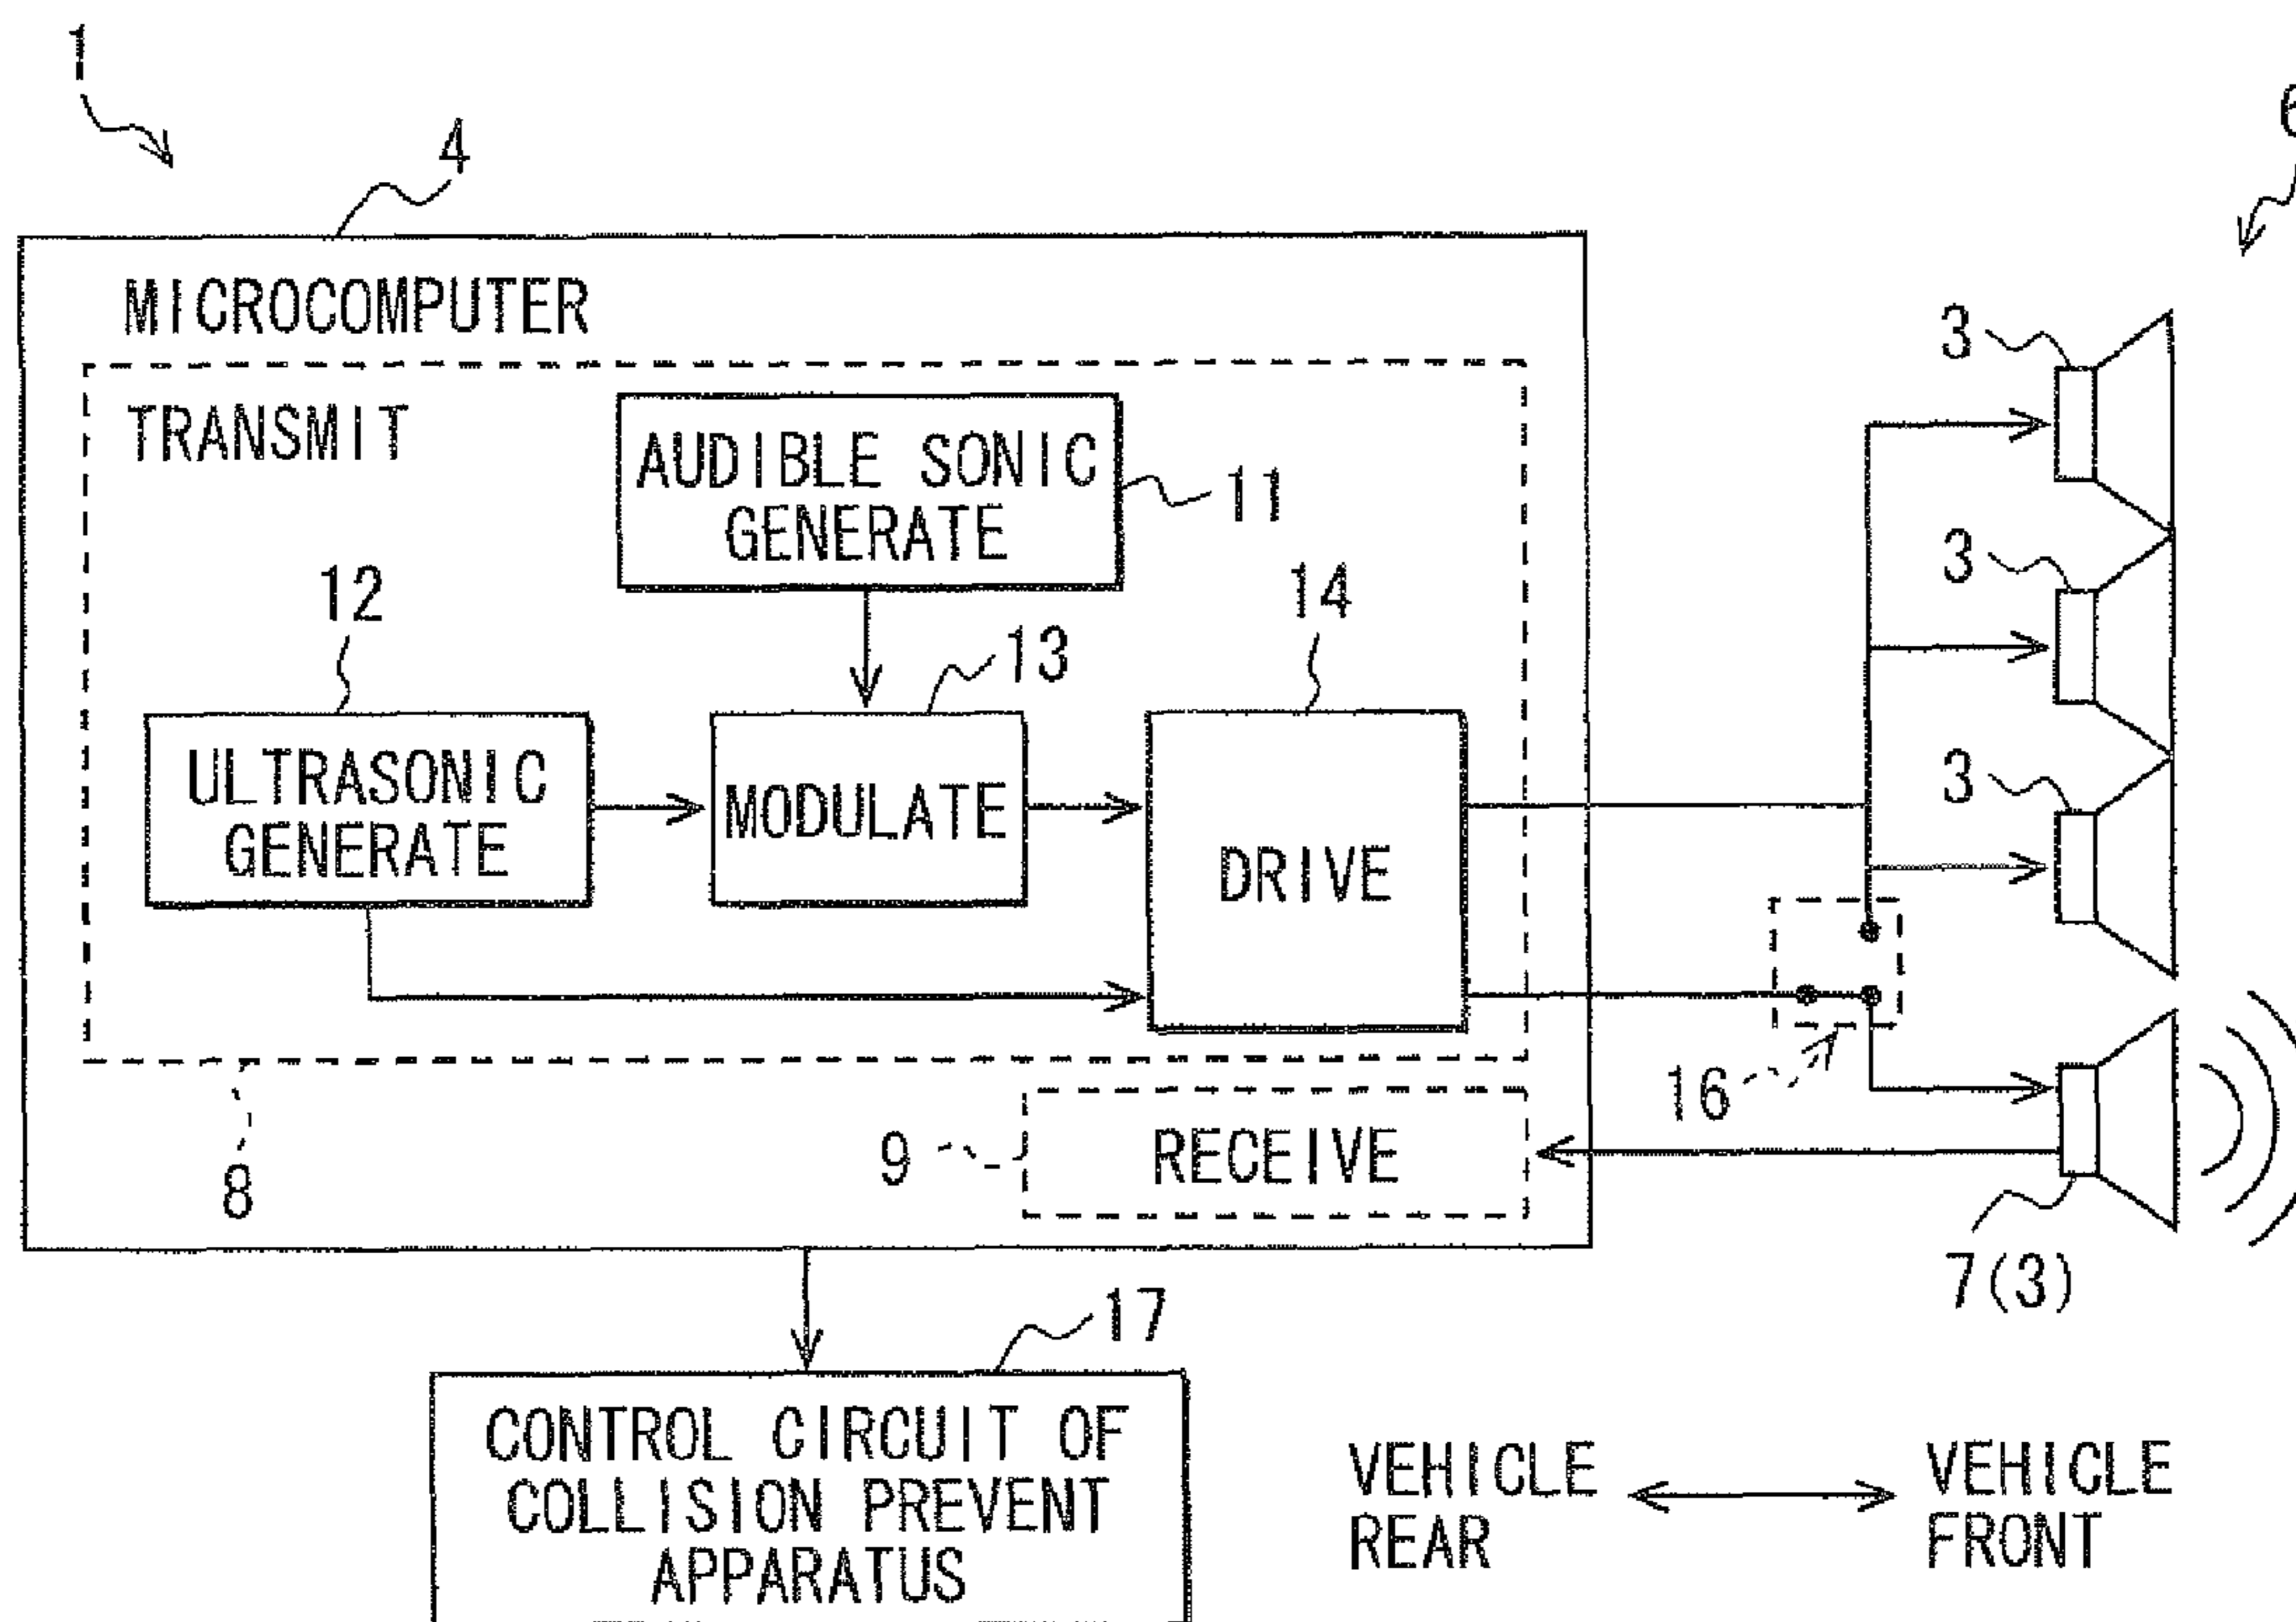 1
4
6
MICROCOMPUTER
3
TRANSMIT
AUDIBLE SONIC
GENERATE
11
3
12
14
13
ULTRASONIC
GENERATE
MODULATE
3
DRIVE
16
8
9
RECEIVE
7(3)
17
CONTROL CIRCUIT OF
COLLISION PREVENT
APPARATUS
VEHICLE
REAR
VEHICLE
FRONT